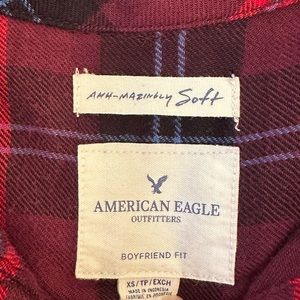 AHH-MAZINGLY Soft
AMERICAN EAGLE
OUTFITTERS
BOYFRIEND FIT
XS/TP/EXCH
MADE IN INDONESIA